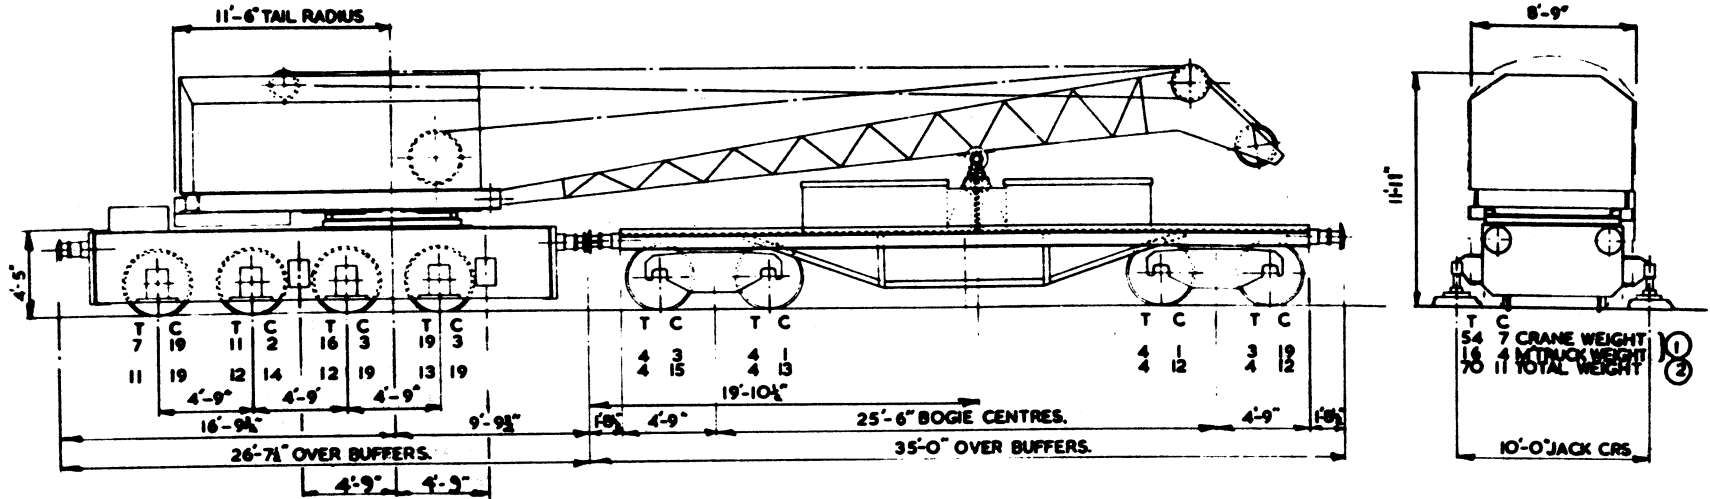 11'-6" TAIL RADIUS
8'-9"
4'-5"
11'-11"
T C T C T C T C
7 19 11 2 16 3 19 3
11 19 12 14 12 19 13 19
T C T C T C T C
4 3 4 1 4 1 3 19
4 15 4 13 4 12 4 12
T C
54 7 CRANE WEIGHT
16 4 M/TRUCK WEIGHT
70 11 TOTAL WEIGHT
1
2
4'-9" 4'-9" 4'-9"
19'-10½"
16'-9¾" 9'-9¾"
1'-8½" 4'-9" 25'-6" BOGIE CENTRES. 4'-9" 1'-8½"
26'-7½" OVER BUFFERS. 35'-0" OVER BUFFERS.
10'-0" JACK CRS
4'-9" 4'-9"